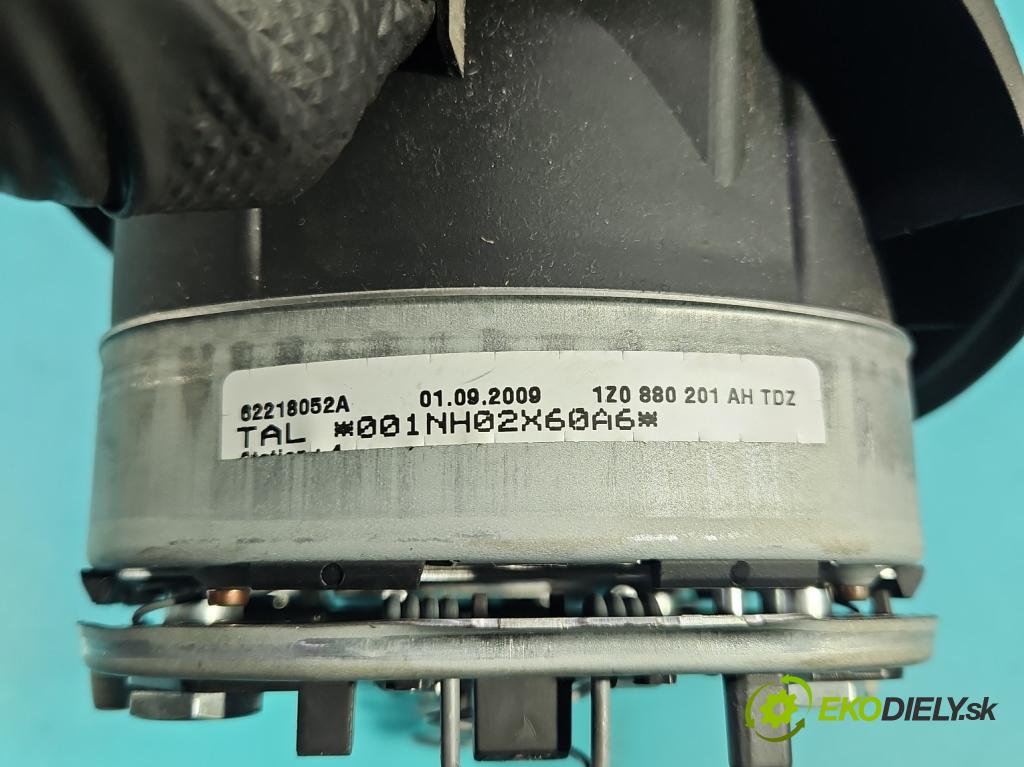 62218052A 01.09.2009 1Z0 880 201 AH TDZ
TAL *001NH02X60A6*
EKODIELY.sk